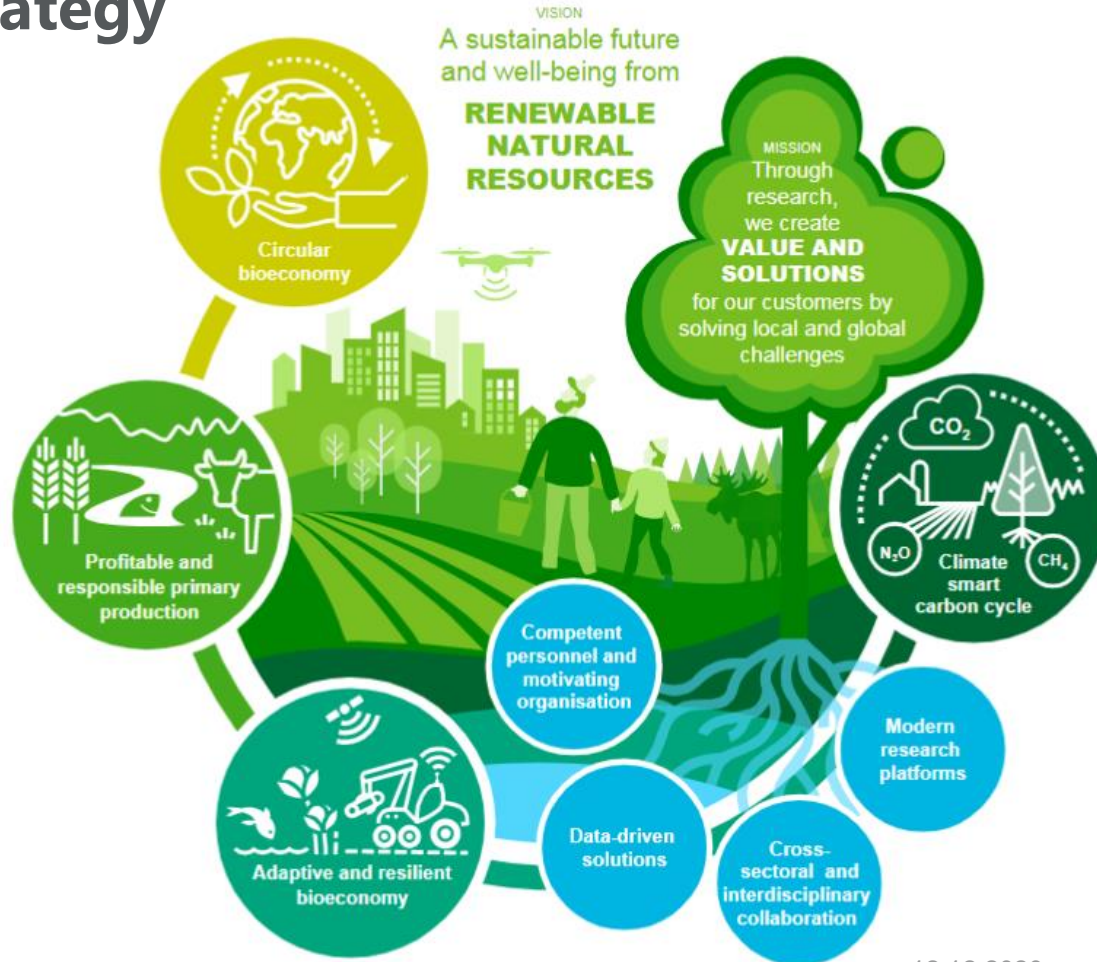 VISION
A sustainable future
and well-being from
RENEWABLE
NATURAL
RESOURCES
MISSION
Through
research,
we create
VALUE AND
SOLUTIONS
for our customers by
solving local and global
challenges
Circular
bioeconomy
Profitable and
responsible primary
production
Adaptive and resilient
bioeconomy
CO₂
N₂O
CH₄
Climate
smart
carbon cycle
Competent
personnel and
motivating
organisation
Data-driven
solutions
Cross-
sectoral and
interdisciplinary
collaboration
Modern
research
platforms